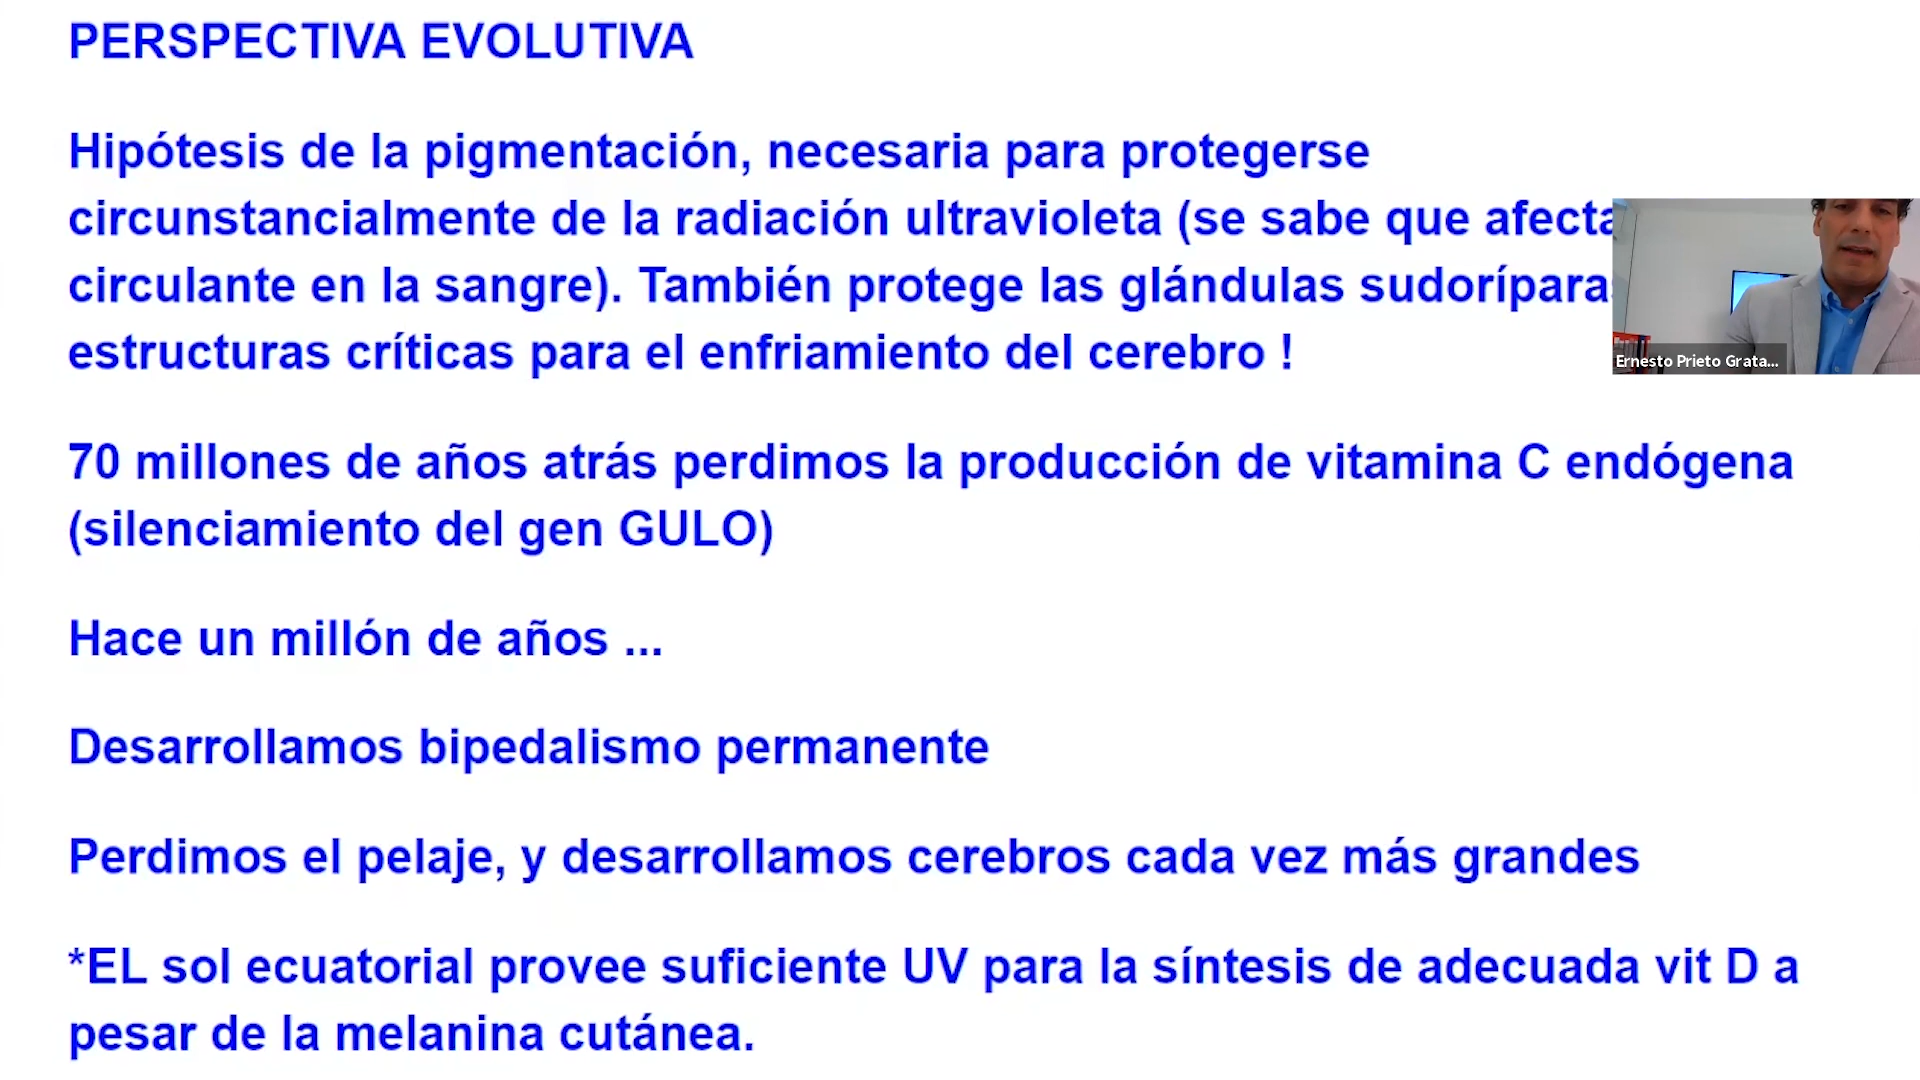 PERSPECTIVA EVOLUTIVA
Hipótesis de la pigmentación, necesaria para protegerse
circunstancialmente de la radiación ultravioleta (se sabe que afecta
circulante en la sangre). También protege las glándulas sudorípara
estructuras críticas para el enfriamiento del cerebro !
Ernesto Prieto Grata...
70 millones de años atrás perdimos la producción de vitamina C endógena
(silenciamiento del gen GULO)
Hace un millón de años ...
Desarrollamos bipedalismo permanente
Perdimos el pelaje, y desarrollamos cerebros cada vez más grandes
*EL sol ecuatorial provee suficiente UV para la síntesis de adecuada vit D a
pesar de la melanina cutánea.